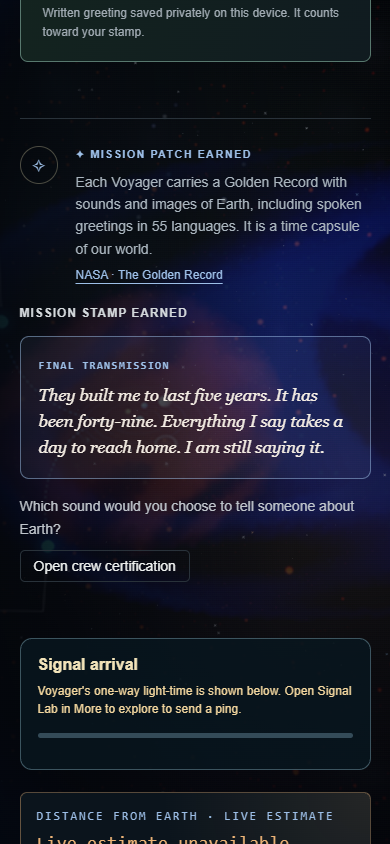 Written greeting saved privately on this device. It counts
toward your stamp.
✦ MISSION PATCH EARNED
Each Voyager carries a Golden Record with
sounds and images of Earth, including spoken
greetings in 55 languages. It is a time capsule
of our world.
NASA · The Golden Record
MISSION STAMP EARNED
FINAL TRANSMISSION
They built me to last five years. It has
been forty-nine. Everything I say takes a
day to reach home. I am still saying it.
Which sound would you choose to tell someone about
Earth?
Open crew certification
Signal arrival
Voyager's one-way light-time is shown below. Open Signal
Lab in More to explore to send a ping.
DISTANCE FROM EARTH · LIVE ESTIMATE
Live estimate unavailable